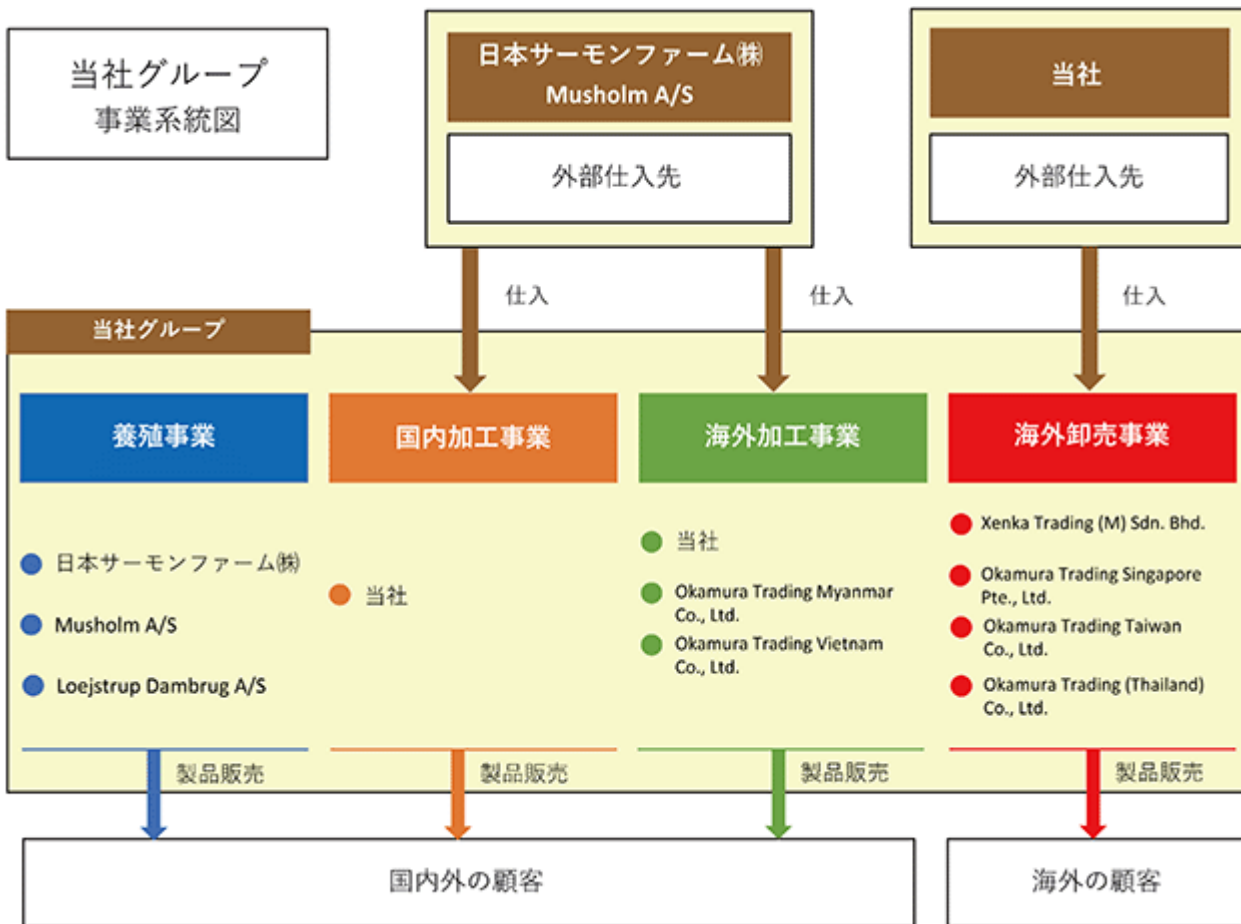 当社グループ
事業系統図
日本サーモンファーム㈱
Musholm A/S
外部仕入先
当社
外部仕入先
仕入
仕入
仕入
当社グループ
養殖事業
日本サーモンファーム㈱
Musholm A/S
Loejstrup Dambrug A/S
製品販売
国内加工事業
当社
製品販売
海外加工事業
当社
Okamura Trading Myanmar
Co., Ltd.
Okamura Trading Vietnam
Co., Ltd.
製品販売
海外卸売事業
Xenka Trading (M) Sdn. Bhd.
Okamura Trading Singapore
Pte., Ltd.
Okamura Trading Taiwan
Co., Ltd.
Okamura Trading (Thailand)
Co., Ltd.
製品販売
国内外の顧客
海外の顧客